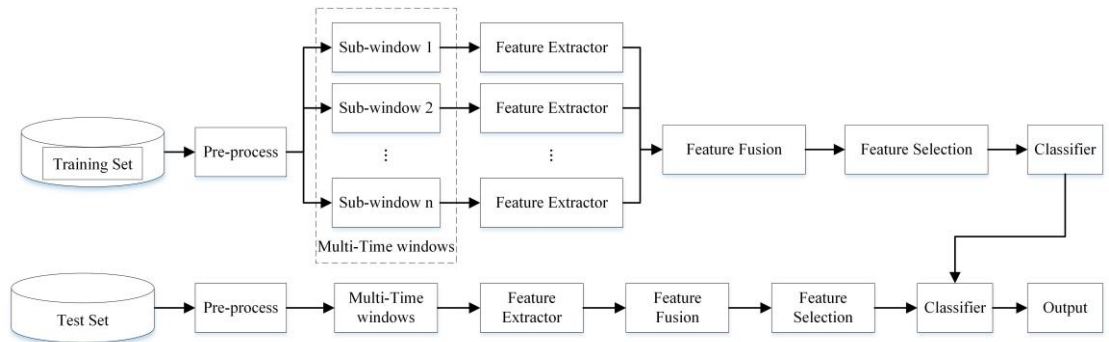 Sub-window 1
Feature Extractor
Sub-window 2
Feature Extractor
Training Set
Pre-process
⋮
⋮
Feature Fusion
Feature Selection
Classifier
Sub-window n
Feature Extractor
Multi-Time windows
Test Set
Pre-process
Multi-Time
windows
Feature
Extractor
Feature
Fusion
Feature
Selection
Classifier
Output